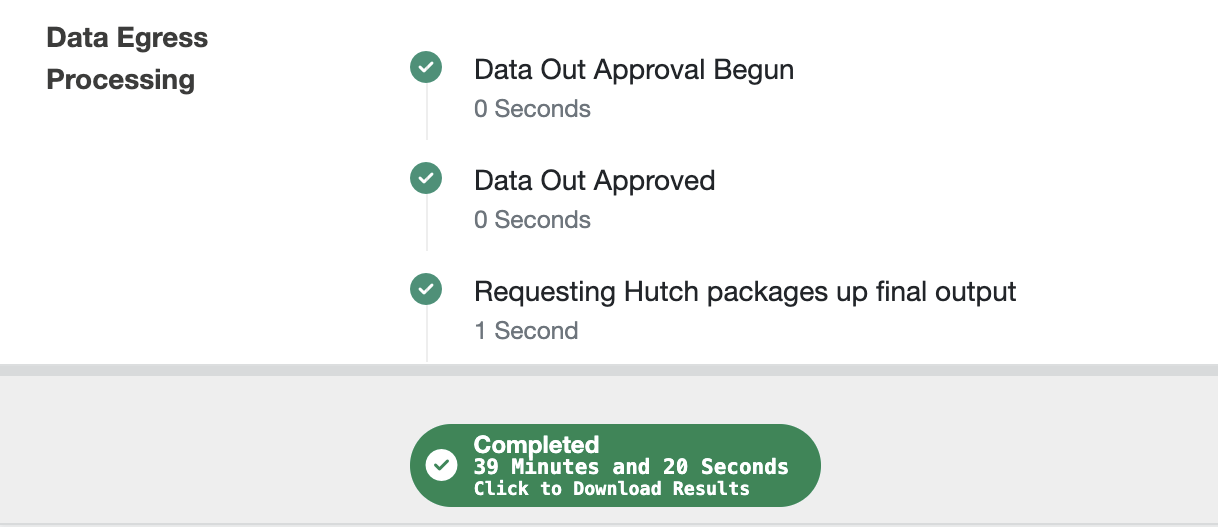 Data Egress
Processing
Data Out Approval Begun
0 Seconds
Data Out Approved
0 Seconds
Requesting Hutch packages up final output
1 Second
Completed
39 Minutes and 20 Seconds
Click to Download Results